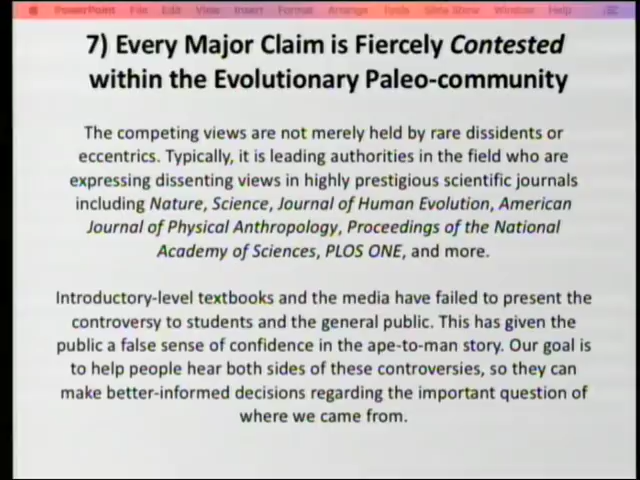 PowerPoint File Edit View Insert Format Arrange Tools Slide Show Window Help
7) Every Major Claim is Fiercely Contested
within the Evolutionary Paleo-community
The competing views are not merely held by rare dissidents or
eccentrics. Typically, it is leading authorities in the field who are
expressing dissenting views in highly prestigious scientific journals
including Nature, Science, Journal of Human Evolution, American
Journal of Physical Anthropology, Proceedings of the National
Academy of Sciences, PLOS ONE, and more.
Introductory-level textbooks and the media have failed to present the
controversy to students and the general public. This has given the
public a false sense of confidence in the ape-to-man story. Our goal is
to help people hear both sides of these controversies, so they can
make better-informed decisions regarding the important question of
where we came from.